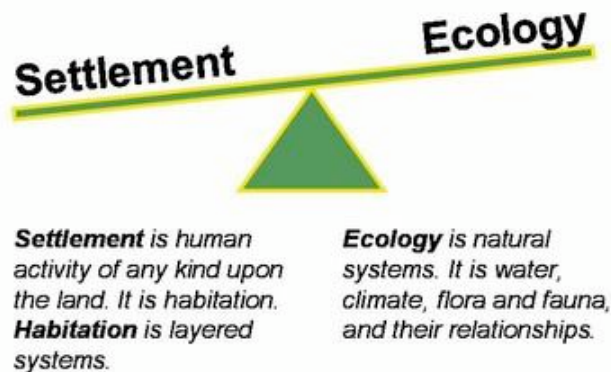 Settlement
Ecology
Settlement is human
activity of any kind upon
the land. It is habitation.
Habitation is layered
systems.
Ecology is natural
systems. It is water,
climate, flora and fauna,
and their relationships.